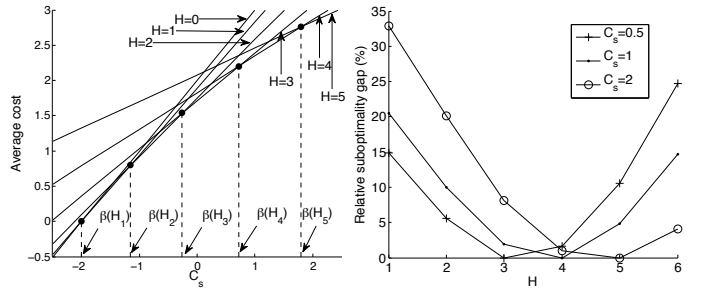 3
2.5
2
1.5
1
0.5
0
−0.5
Average cost
H=0
H=1
H=2
H=3
H=4
H=5
β(H₁)
β(H₂)
β(H₃)
β(H₄)
β(H₅)
−2
−1
0
1
2
Cₛ
35
30
25
20
15
10
5
0
Relative suboptimality gap (%)
Cₛ=0.5
Cₛ=1
Cₛ=2
1
2
3
4
5
6
H